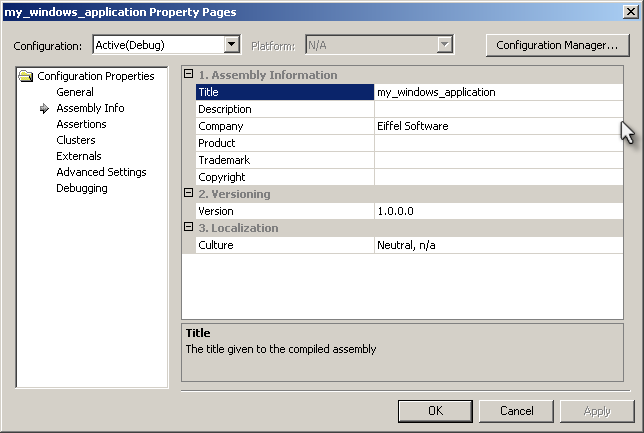 my_windows_application Property Pages
Configuration: Active(Debug) Platform: N/A Configuration Manager...
Configuration Properties
General
Assembly Info
Assertions
Clusters
Externals
Advanced Settings
Debugging
1. Assembly Information
Title my_windows_application
Description
Company Eiffel Software
Product
Trademark
Copyright
2. Versioning
Version 1.0.0.0
3. Localization
Culture Neutral, n/a
Title
The title given to the compiled assembly
OK Cancel Apply